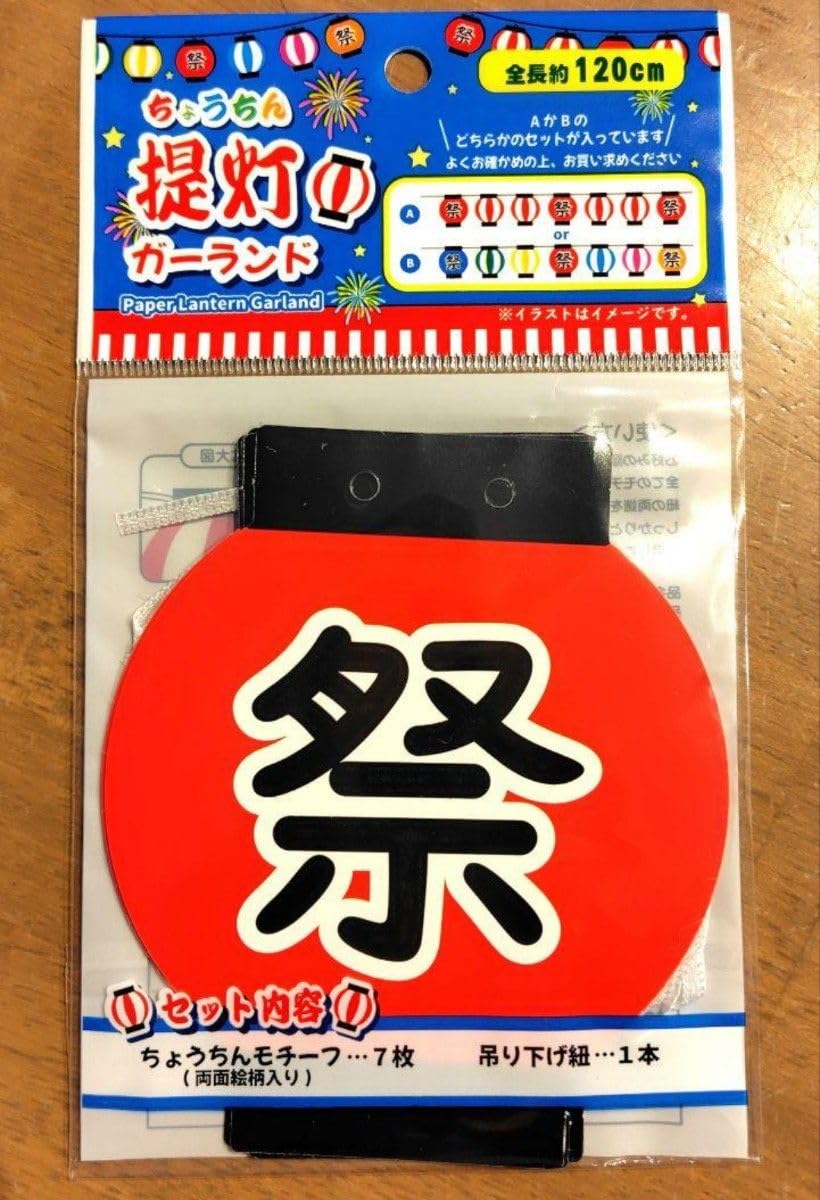 祭
祭
祭
全長約120cm
ちょうちん
提灯
ガーランド
Paper Lantern Garland
AかBの
どちらかのセットが入っています
よくお確かめの上、お買い求めください
A 祭 祭 祭
or
B 祭 祭 祭
※イラストはイメージです。
<使い方>
大図
祭
セット内容
ちょうちんモチーフ…7枚
(両面絵柄入り)
吊り下げ紐…1本